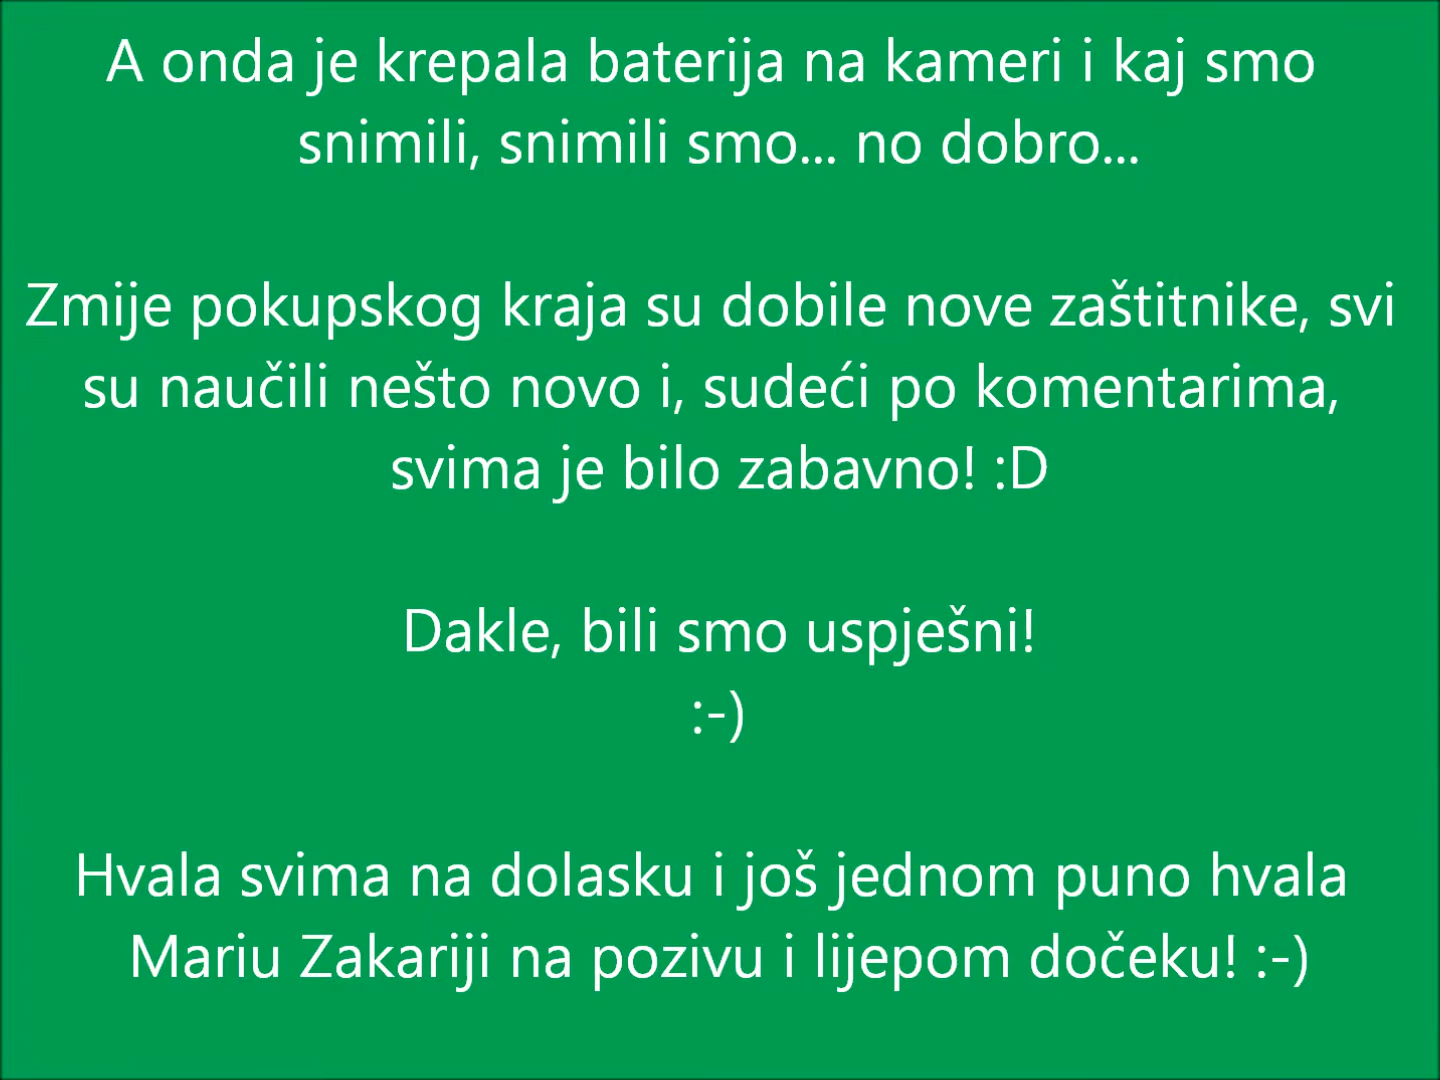 A onda je krepala baterija na kameri i kaj smo
snimili, snimili smo... no dobro...
Zmije pokupskog kraja su dobile nove zaštitnike, svi
su naučili nešto novo i, sudeći po komentarima,
svima je bilo zabavno! :D
Dakle, bili smo uspješni!
:-)
Hvala svima na dolasku i još jednom puno hvala
Mariu Zakariji na pozivu i lijepom dočeku! :-)